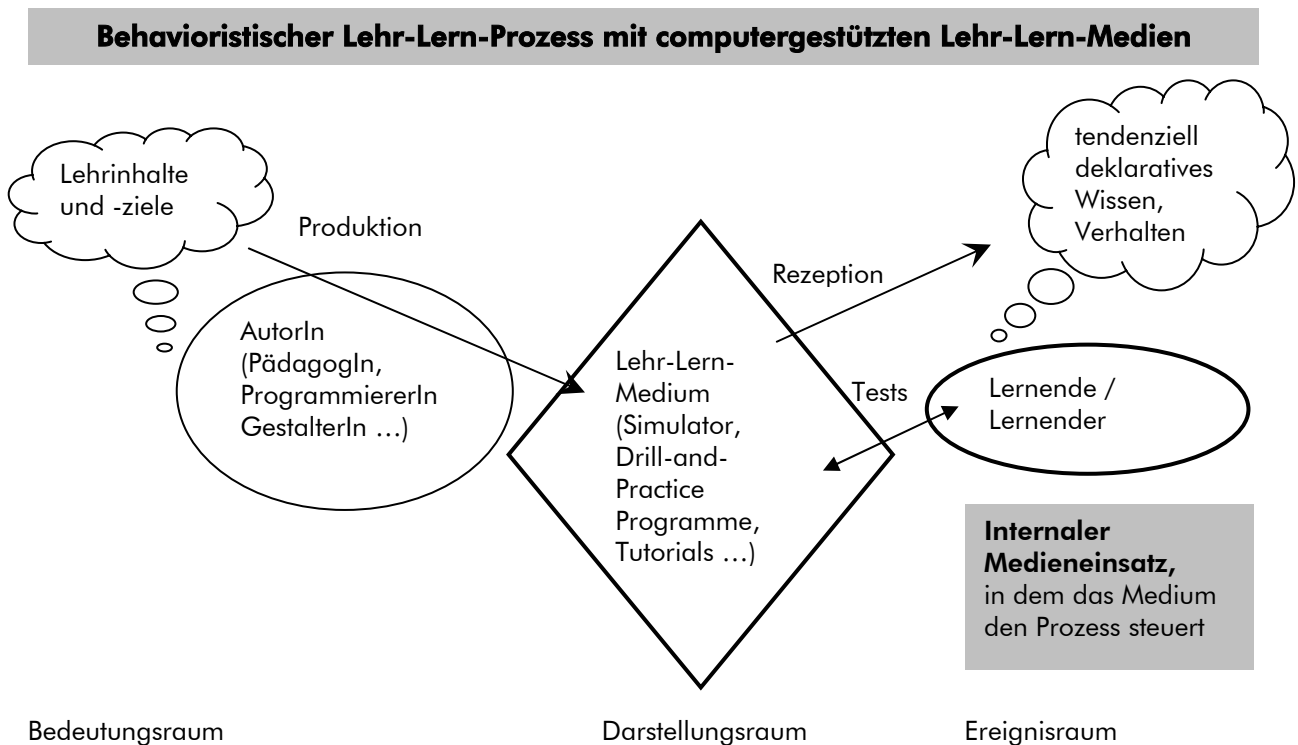 Behavioristischer Lehr-Lern-Prozess mit computergestützten Lehr-Lern-Medien
Lehrinhalte
und -ziele
Produktion
AutorIn
(PädagogIn,
ProgrammiererIn
GestalterIn …)
Lehr-Lern-
Medium
(Simulator,
Drill-and-
Practice
Programme,
Tutorials …)
Rezeption
Tests
tendenziell
deklaratives
Wissen,
Verhalten
Lernende /
Lernender
Internaler
Medieneinsatz,
in dem das Medium
den Prozess steuert
Bedeutungsraum
Darstellungsraum
Ereignisraum